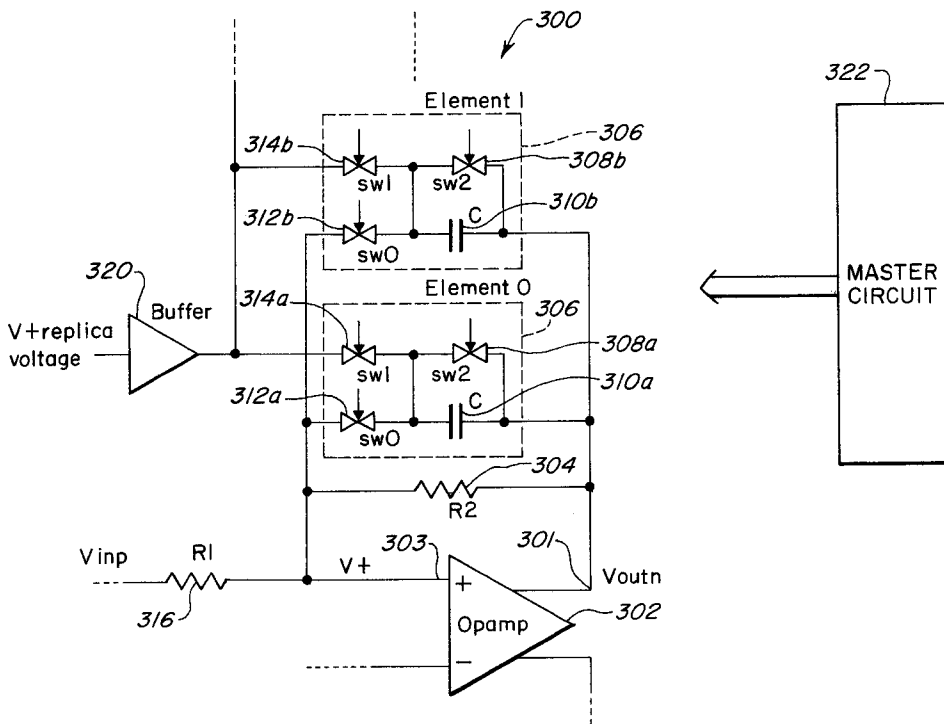 300
322
Element 1
306
314b
308b
sw1
sw2
312b
C
310b
sw0
Element 0
320
Buffer
314a
306
MASTER
CIRCUIT
V+replica
voltage
308a
sw1
sw2
312a
C
310a
sw0
304
R2
Vinp
R1
V+
303
301
Voutn
316
+
Opamp
302
−